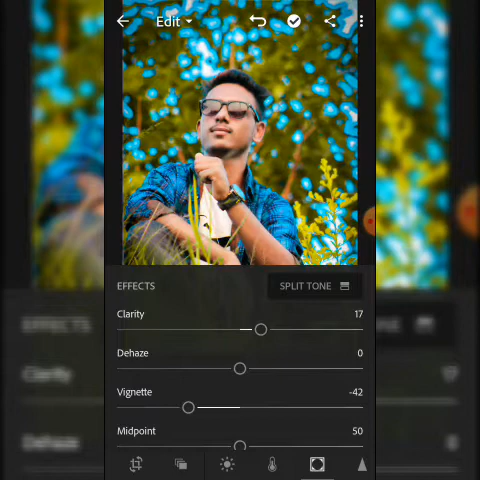 Edit
EFFECTS
SPLIT TONE
Clarity 17
Dehaze 0
Vignette -42
Midpoint 50